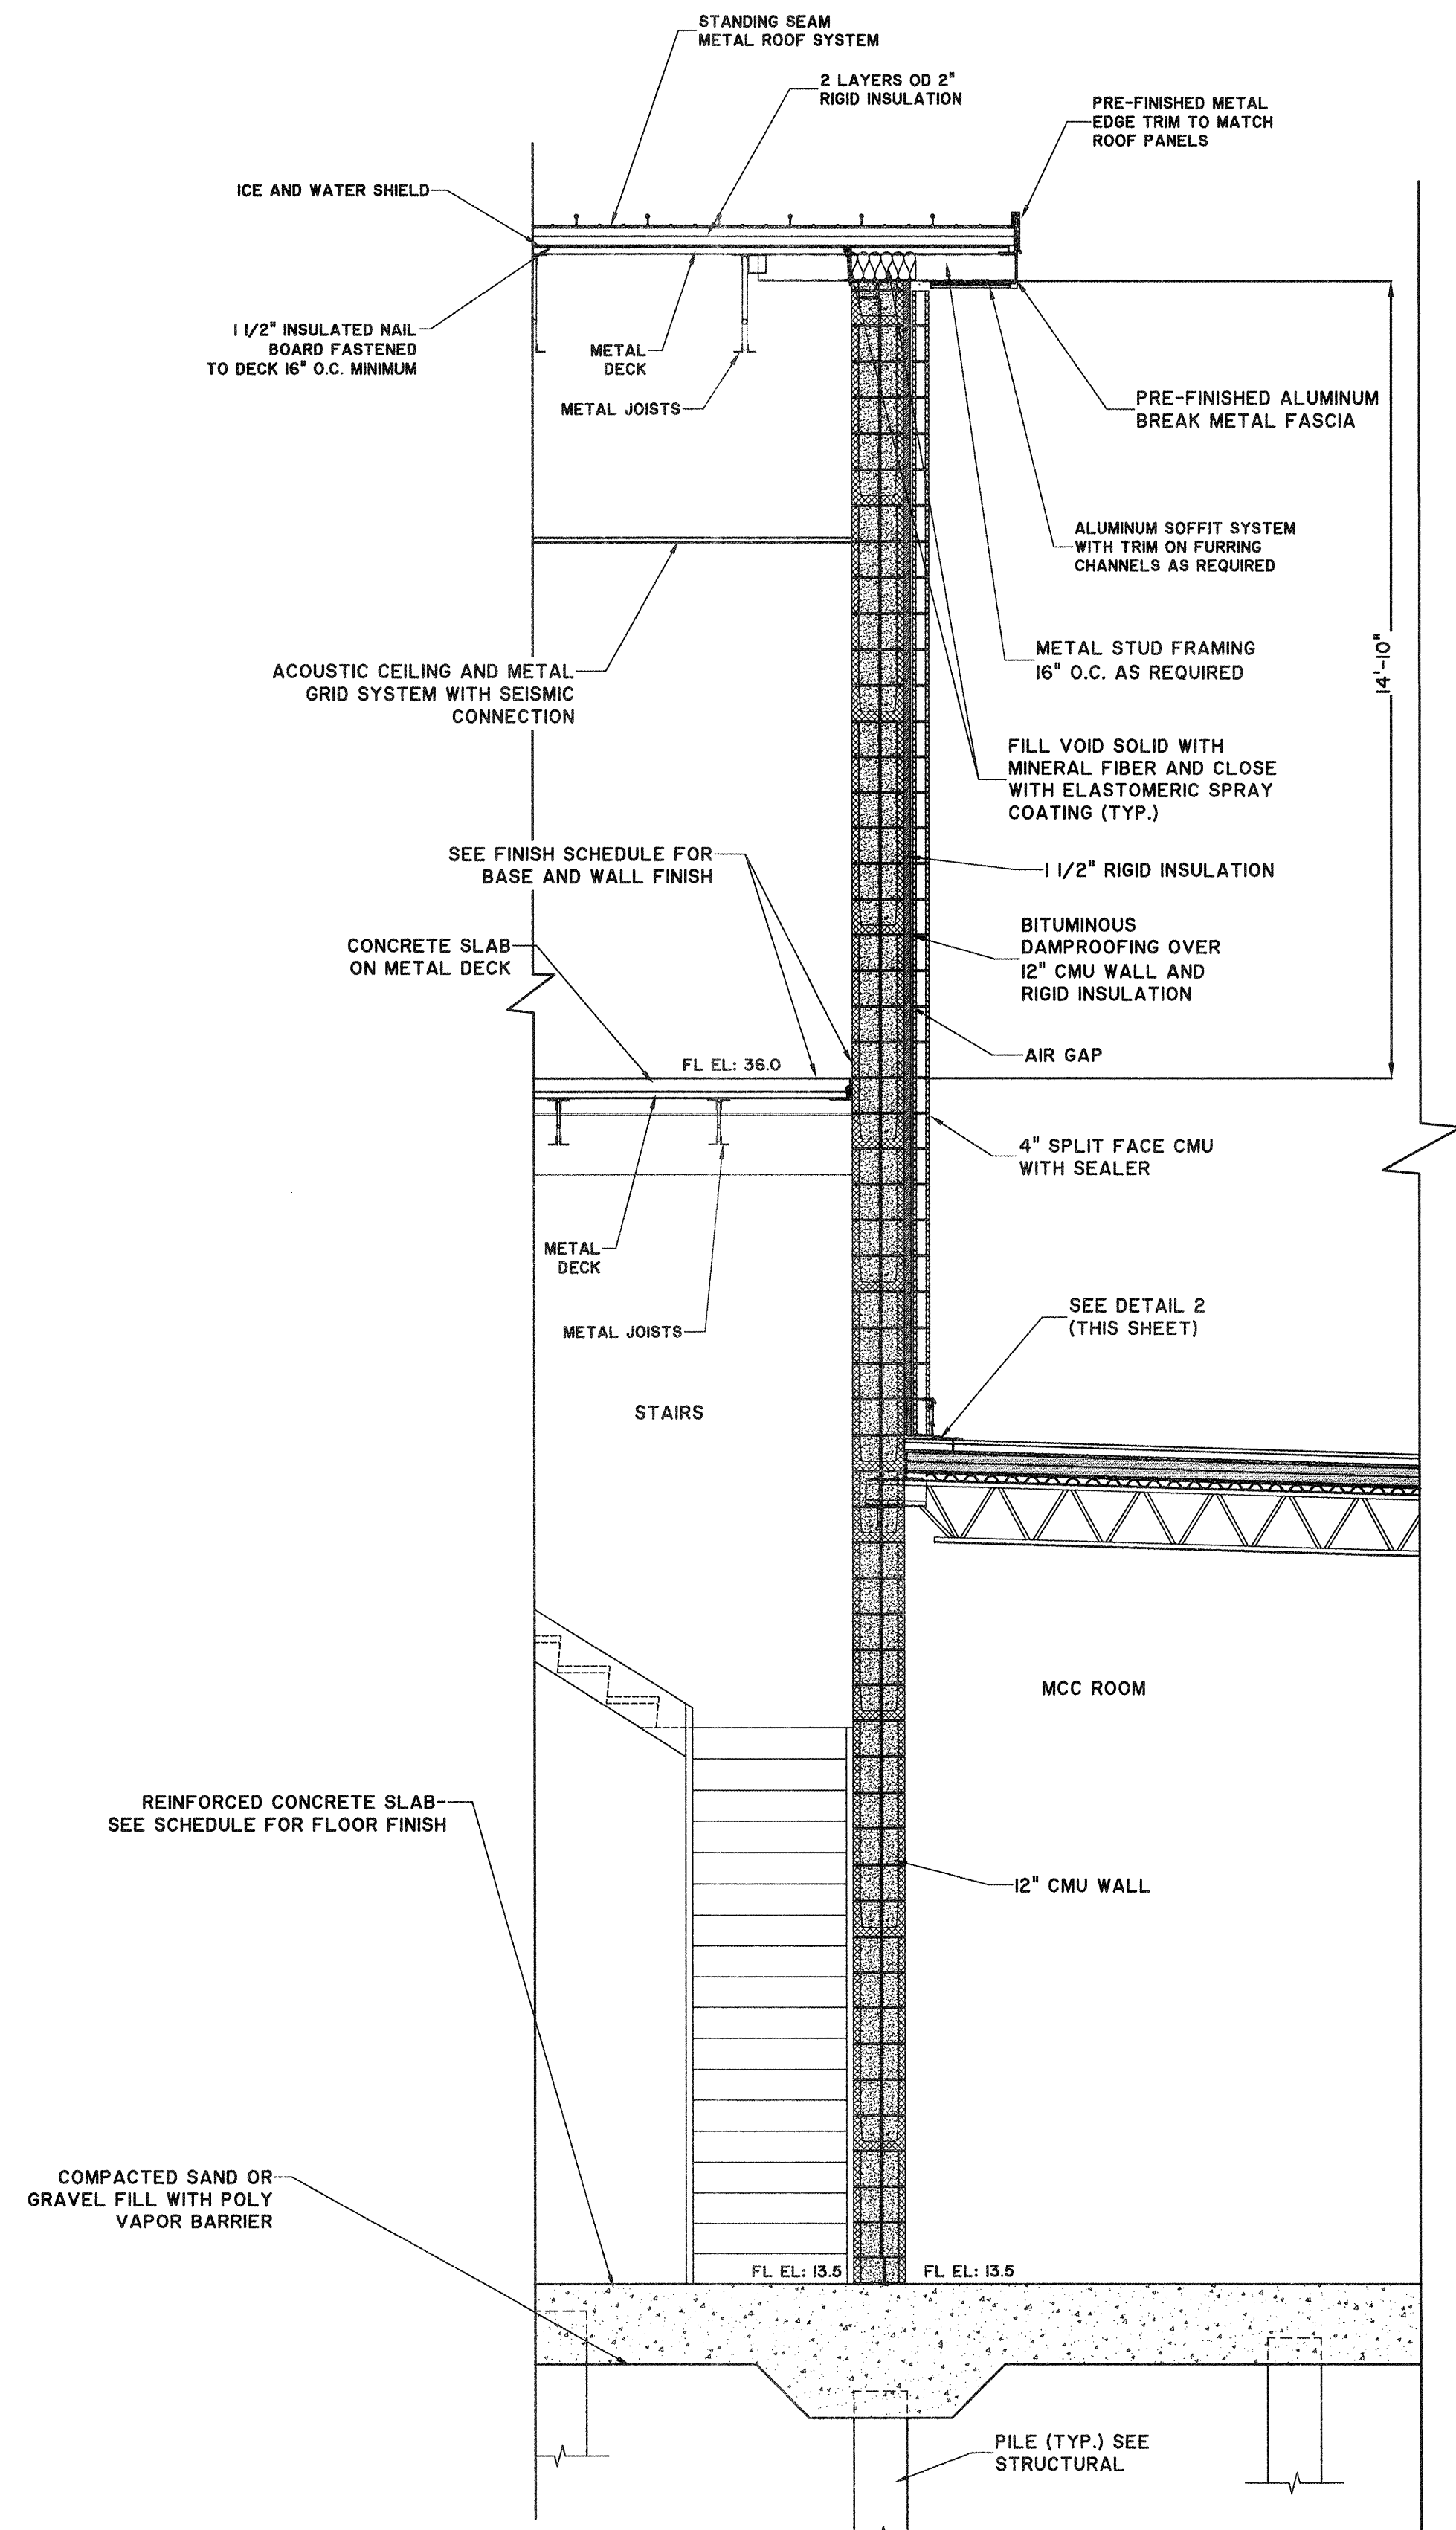 STANDING SEAM
METAL ROOF SYSTEM
2 LAYERS OD 2"
RIGID INSULATION
PRE-FINISHED METAL
EDGE TRIM TO MATCH
ROOF PANELS
ICE AND WATER SHIELD
1 1/2" INSULATED NAIL
BOARD FASTENED
TO DECK 16" O.C. MINIMUM
METAL
DECK
METAL JOISTS
PRE-FINISHED ALUMINUM
BREAK METAL FASCIA
ALUMINUM SOFFIT SYSTEM
WITH TRIM ON FURRING
CHANNELS AS REQUIRED
14'-10"
METAL STUD FRAMING
16" O.C. AS REQUIRED
ACOUSTIC CEILING AND METAL
GRID SYSTEM WITH SEISMIC
CONNECTION
FILL VOID SOLID WITH
MINERAL FIBER AND CLOSE
WITH ELASTOMERIC SPRAY
COATING (TYP.)
SEE FINISH SCHEDULE FOR
BASE AND WALL FINISH
1 1/2" RIGID INSULATION
CONCRETE SLAB
ON METAL DECK
BITUMINOUS
DAMPROOFING OVER
12" CMU WALL AND
RIGID INSULATION
AIR GAP
FL EL: 36.0
4" SPLIT FACE CMU
WITH SEALER
METAL
DECK
METAL JOISTS
SEE DETAIL 2
(THIS SHEET)
STAIRS
MCC ROOM
REINFORCED CONCRETE SLAB-
SEE SCHEDULE FOR FLOOR FINISH
12" CMU WALL
COMPACTED SAND OR
GRAVEL FILL WITH POLY
VAPOR BARRIER
FL EL: 13.5
FL EL: 13.5
PILE (TYP.) SEE
STRUCTURAL